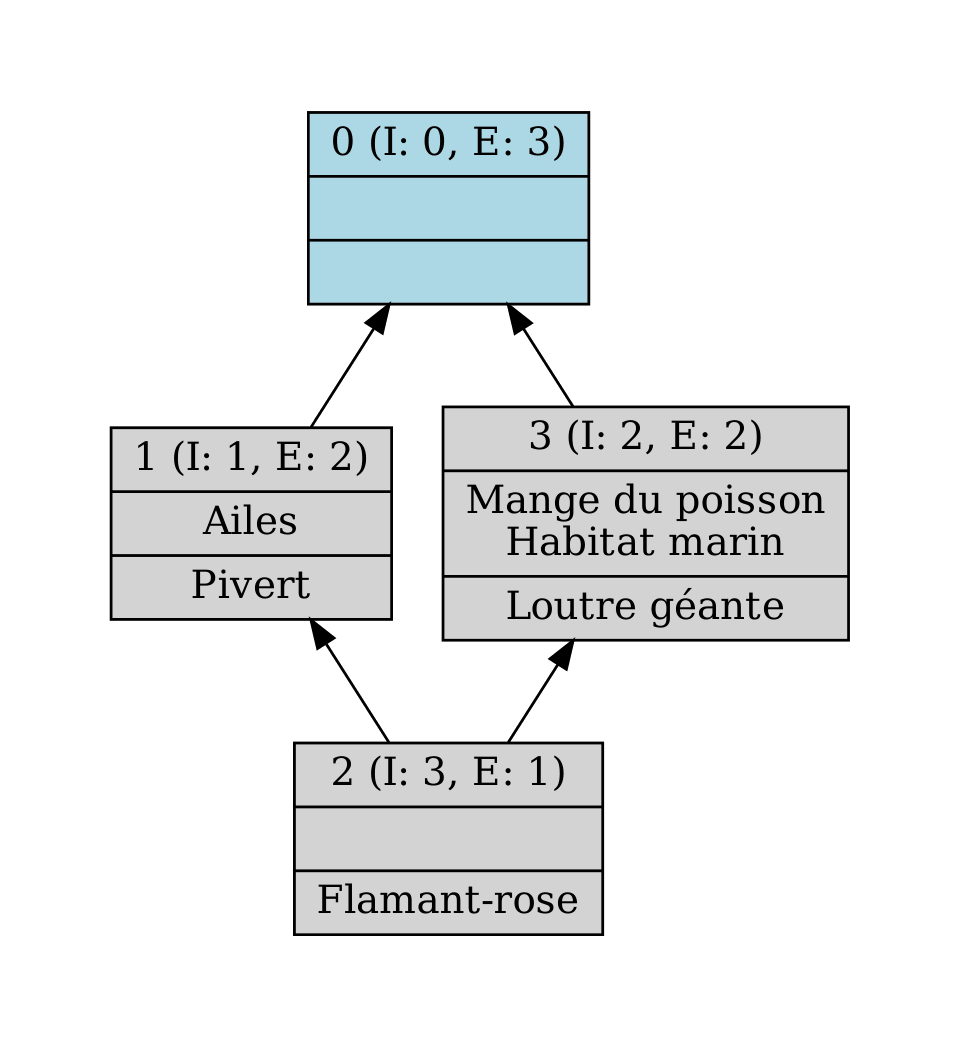 0 (I: 0, E: 3)
1 (I: 1, E: 2)
Ailes
Pivert
3 (I: 2, E: 2)
Mange du poisson
Habitat marin
Loutre géante
2 (I: 3, E: 1)
Flamant-rose